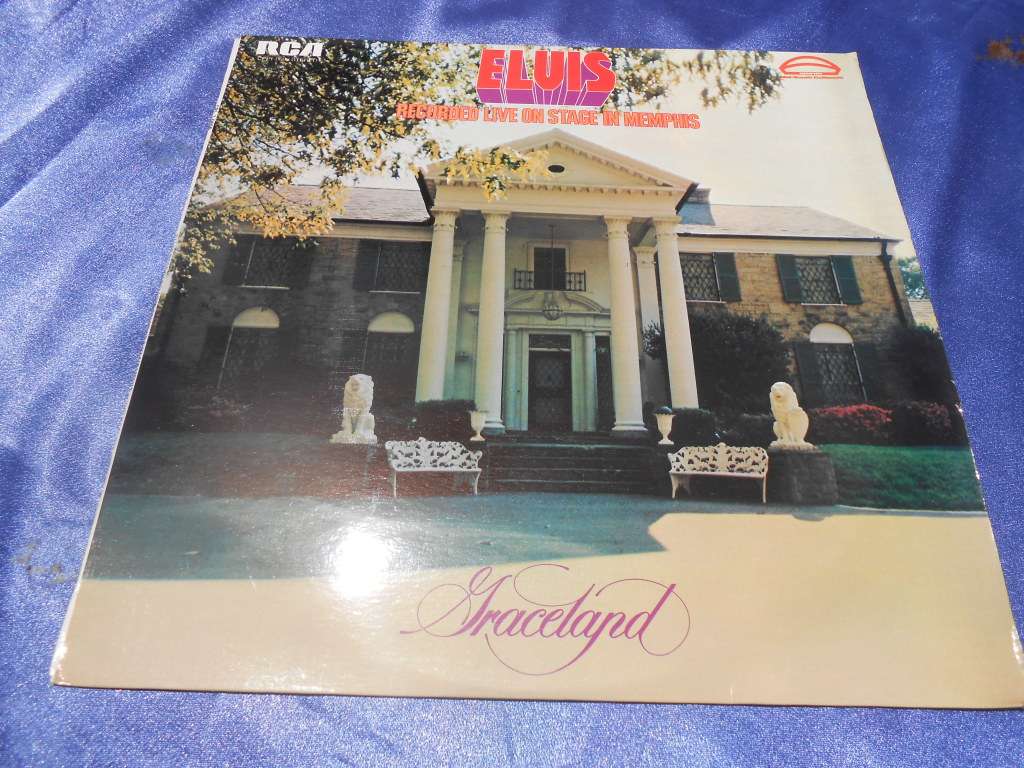 RCA
ELVIS
RECORDED LIVE ON STAGE IN MEMPHIS
Graceland